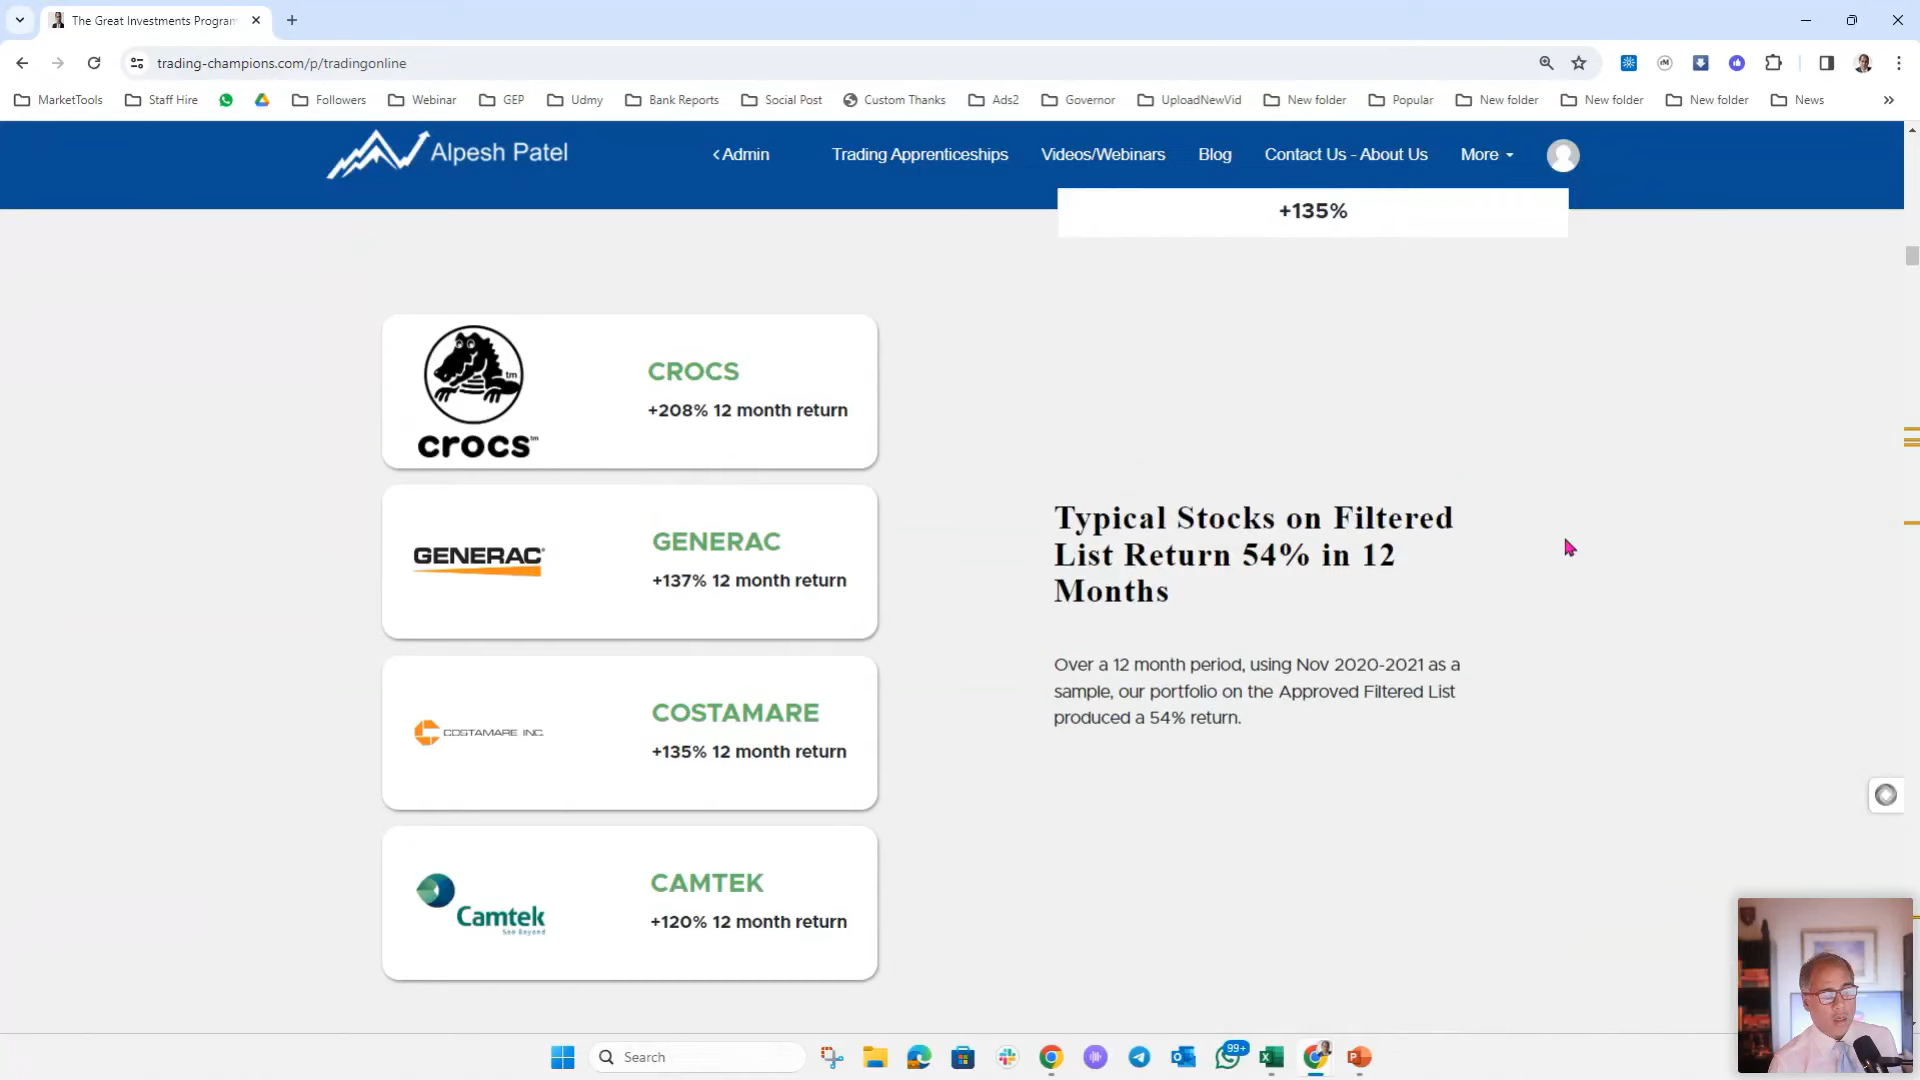 The Great Investments Program
trading-champions.com/p/tradingonline
MarketTools
Staff Hire
Followers
Webinar
GEP
Udmy
Bank Reports
Social Post
Custom Thanks
Ads2
Governor
UploadNewVid
New folder
Popular
New folder
New folder
New folder
News
Alpesh Patel
Admin
Trading Apprenticeships
Videos/Webinars
Blog
Contact Us - About Us
More
+135%
crocs™
tm
CROCS
+208% 12 month return
GENERAC
GENERAC
+137% 12 month return
COSTAMARE INC.
COSTAMARE
+135% 12 month return
Camtek
See Beyond
CAMTEK
+120% 12 month return
Typical Stocks on Filtered
List Return 54% in 12
Months
Over a 12 month period, using Nov 2020-2021 as a
sample, our portfolio on the Approved Filtered List
produced a 54% return.
Search
99+